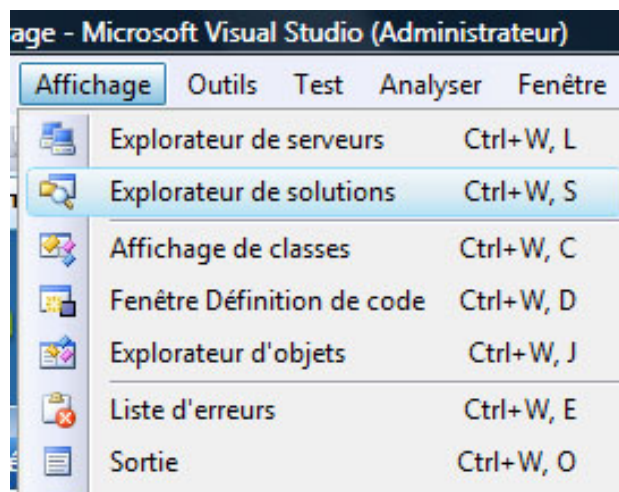 age - Microsoft Visual Studio (Administrateur)
Affichage Outils Test Analyser Fenêtre
Explorateur de serveurs Ctrl+W, L
Explorateur de solutions Ctrl+W, S
Affichage de classes Ctrl+W, C
Fenêtre Définition de code Ctrl+W, D
Explorateur d'objets Ctrl+W, J
Liste d'erreurs Ctrl+W, E
Sortie Ctrl+W, O